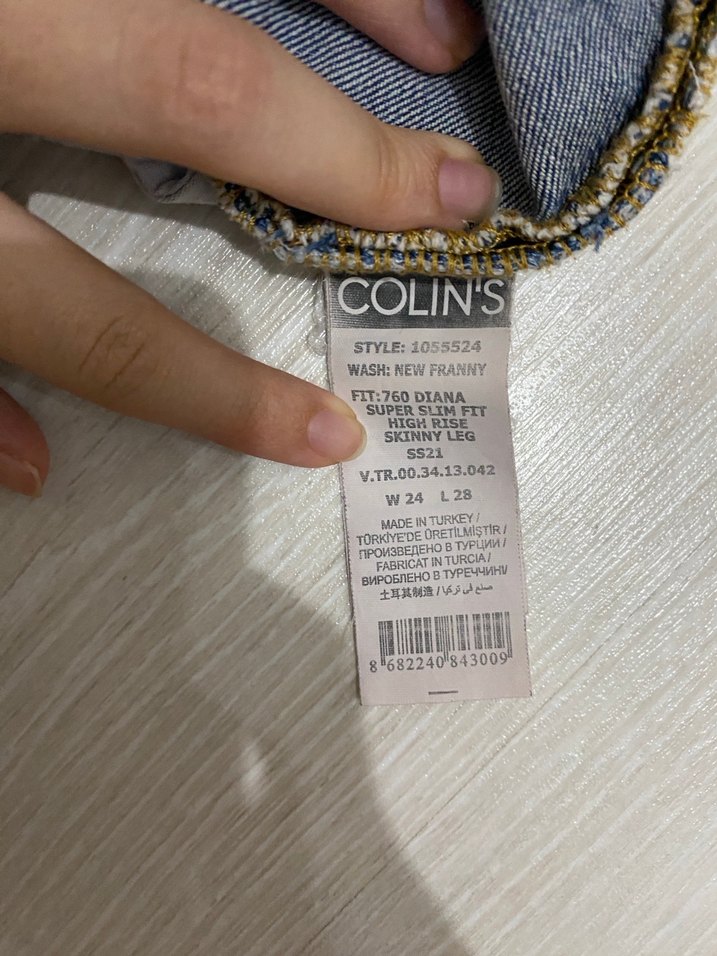 COLIN'S
STYLE: 1055524
WASH: NEW FRANNY
FIT:760 DIANA
SUPER SLIM FIT
HIGH RISE
SKINNY LEG
SS21
V.TR.00.34.13.042
W 24 L 28
MADE IN TURKEY /
TÜRKİYE'DE ÜRETİLMİŞTİR /
ПРОИЗВЕДЕНО В ТУРЦИИ /
FABRICAT IN TURCIA /
ВИРОБЛЕНО В ТУРЕЧЧИНІ/
土耳其制造 / صنع في تركيا
8 682240 843009